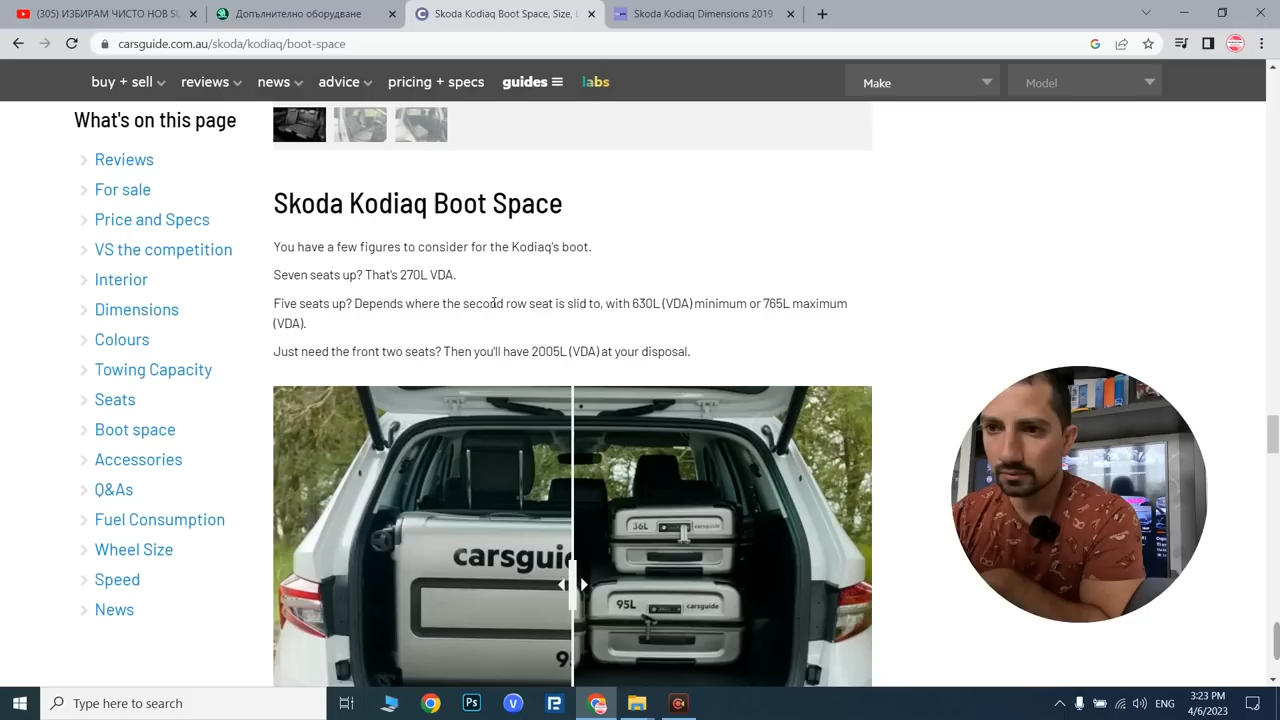 (305) ИЗБИРАМ ЧИСТО НОВ S
Допълнително оборудване
Skoda Kodiaq Boot Space, Size, L
Skoda Kodiaq Dimensions 2019
carsguide.com.au/skoda/kodiaq/boot-space
buy + sell
reviews
news
advice
pricing + specs
guides
labs
Make
Model
What's on this page
Reviews
For sale
Price and Specs
VS the competition
Interior
Dimensions
Colours
Towing Capacity
Seats
Boot space
Accessories
Q&As
Fuel Consumption
Wheel Size
Speed
News
Skoda Kodiaq Boot Space
You have a few figures to consider for the Kodiaq's boot.
Seven seats up? That's 270L VDA.
Five seats up? Depends where the second row seat is slid to, with 630L (VDA) minimum or 765L maximum
(VDA).
Just need the front two seats? Then you'll have 2005L (VDA) at your disposal.
carsguide
36L
carsguide
95L
carsguide
Type here to search
ENG
3:23 PM
4/6/2023